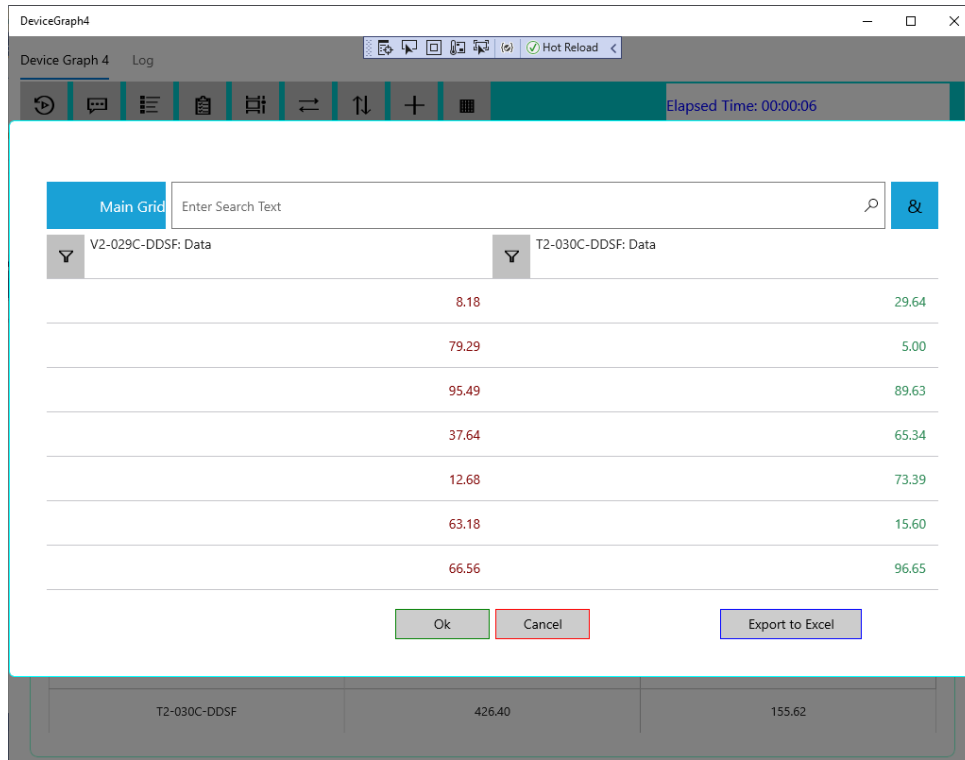 DeviceGraph4
Hot Reload
Device Graph 4 Log
Elapsed Time: 00:00:06
Main Grid Enter Search Text &
V2-029C-DDSF: Data T2-030C-DDSF: Data
8.18 29.64
79.29 5.00
95.49 89.63
37.64 65.34
12.68 73.39
63.18 15.60
66.56 96.65
Ok Cancel Export to Excel
T2-030C-DDSF 426.40 155.62